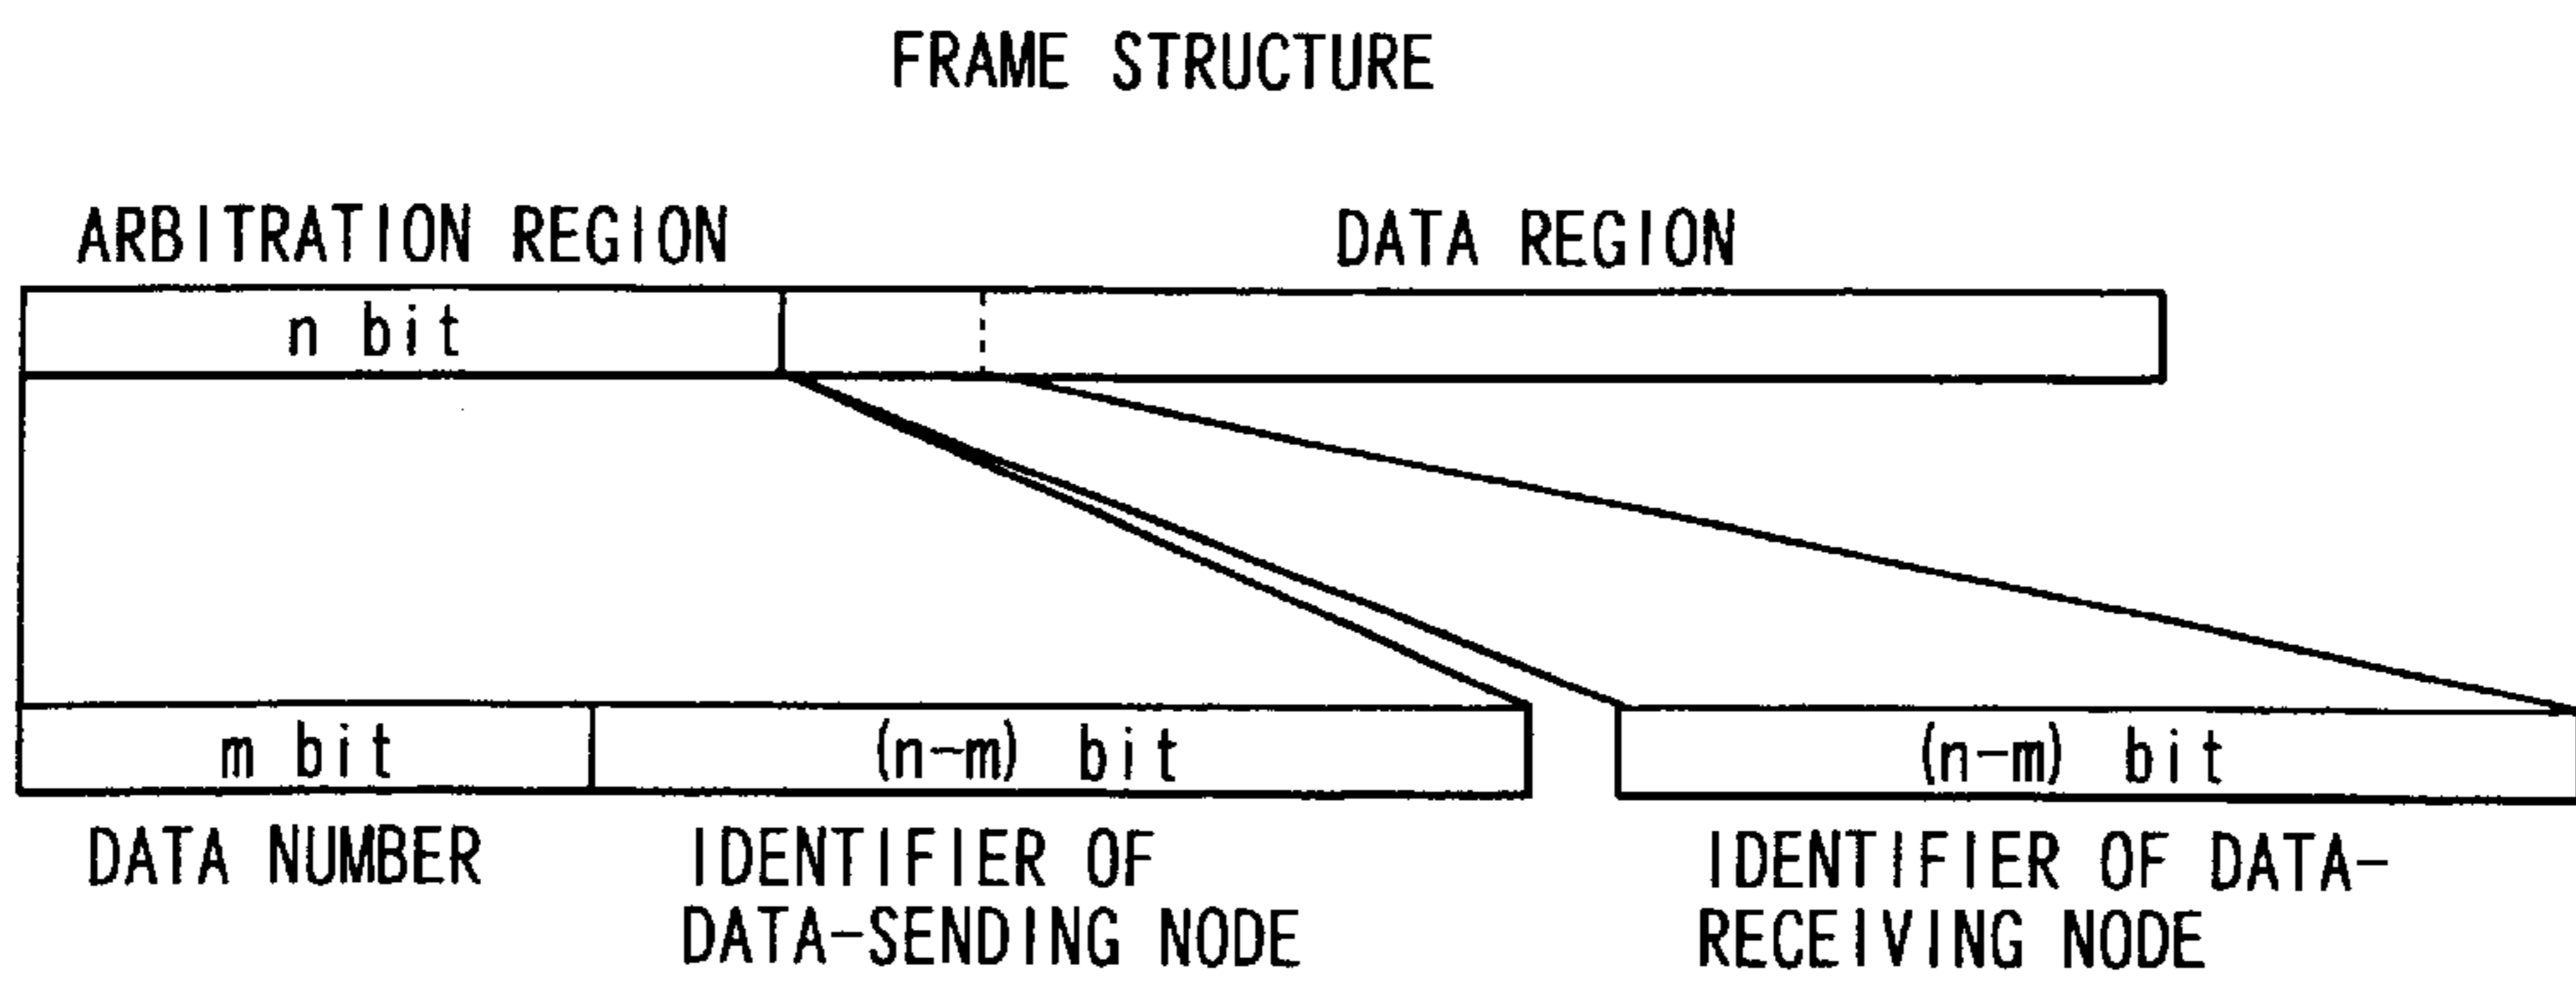 FRAME STRUCTURE
ARBITRATION REGION
DATA REGION
n bit
m bit
(n-m) bit
(n-m) bit
DATA NUMBER
IDENTIFIER OF
DATA-SENDING NODE
IDENTIFIER OF DATA-
RECEIVING NODE